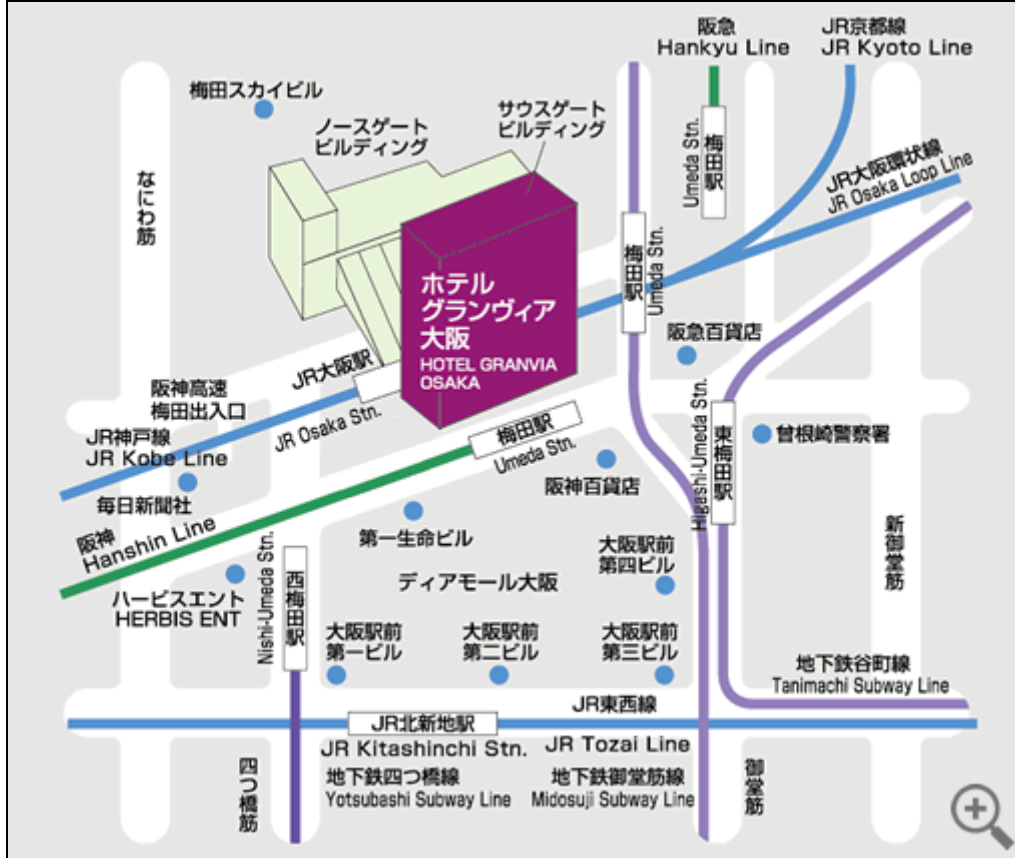 阪急
Hankyu Line
JR京都線
JR Kyoto Line
梅田スカイビル
サウスゲート
ビルディング
ノースゲート
ビルディング
梅田駅
Umeda Stn.
JR大阪環状線
JR Osaka Loop Line
なにわ筋
梅田駅
Umeda Stn.
ホテル
グランヴィア
大阪
HOTEL GRANVIA
OSAKA
阪急百貨店
JR大阪駅
JR Osaka Stn.
阪神高速
梅田出入口
JR神戸線
JR Kobe Line
梅田駅
Umeda Stn.
東梅田駅
Higashi-Umeda Stn.
曽根崎警察署
阪神百貨店
毎日新聞社
阪神
Hanshin Line
第一生命ビル
大阪駅前
第四ビル
新御堂筋
ディアモール大阪
ハービスエント
HERBIS ENT
西梅田駅
Nishi-Umeda Stn.
大阪駅前
第一ビル
大阪駅前
第二ビル
大阪駅前
第三ビル
地下鉄谷町線
Tanimachi Subway Line
JR東西線
JR北新地駅
JR Kitashinchi Stn.
JR Tozai Line
四つ橋筋
地下鉄四つ橋線
Yotsubashi Subway Line
地下鉄御堂筋線
Midosuji Subway Line
御堂筋